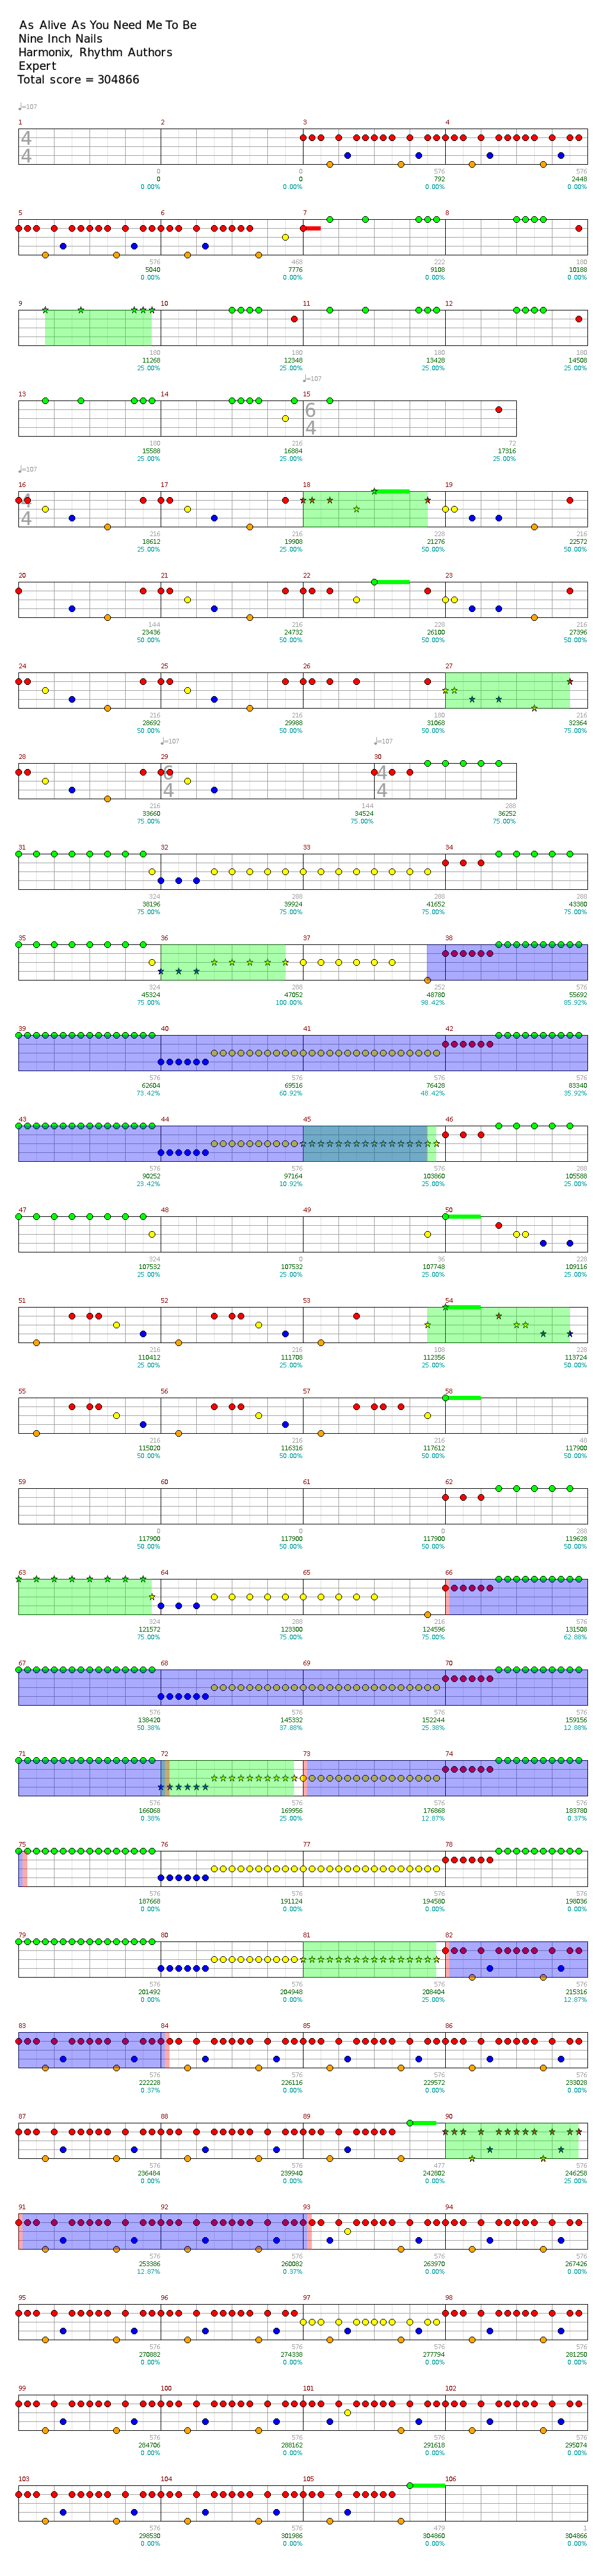 As Alive As You Need Me To Be
Nine Inch Nails
Harmonix, Rhythm Authors
Expert
Total score = 304866
♩=107
1 2 3 4
4
4
0 0 576 576
0 0 792 2448
0.00% 0.00% 0.00% 0.00%
5 6 7 8
576 468 222 180
5040 7776 9108 10188
0.00% 0.00% 0.00% 0.00%
9 10 11 12
180 180 180 180
11268 12348 13428 14508
25.00% 25.00% 25.00% 25.00%
♩=107
13 14 15
6
4
180 216 72
15588 16884 17316
25.00% 25.00% 25.00%
♩=107
16 17 18 19
4
4
216 216 228 216
18612 19908 21276 22572
25.00% 25.00% 50.00% 50.00%
20 21 22 23
144 216 228 216
23436 24732 26100 27396
50.00% 50.00% 50.00% 50.00%
24 25 26 27
216 216 180 216
28692 29988 31068 32364
50.00% 50.00% 50.00% 75.00%
♩=107 ♩=107
28 29 30
6 4
4 4
216 144 288
33660 34524 36252
75.00% 75.00% 75.00%
31 32 33 34
324 288 288 288
38196 39924 41652 43380
75.00% 75.00% 75.00% 75.00%
35 36 37 38
324 288 252 576
45324 47052 48780 55692
75.00% 100.00% 98.42% 85.92%
39 40 41 42
576 576 576 576
62604 69516 76428 83340
73.42% 60.92% 48.42% 35.92%
43 44 45 46
576 576 576 288
90252 97164 103860 105588
23.42% 10.92% 25.00% 25.00%
47 48 49 50
324 0 36 228
107532 107532 107748 109116
25.00% 25.00% 25.00% 25.00%
51 52 53 54
216 216 108 228
110412 111708 112356 113724
25.00% 25.00% 25.00% 50.00%
55 56 57 58
216 216 216 48
115020 116316 117612 117900
50.00% 50.00% 50.00% 50.00%
59 60 61 62
0 0 0 288
117900 117900 117900 119628
50.00% 50.00% 50.00% 50.00%
63 64 65 66
324 288 216 576
121572 123300 124596 131508
75.00% 75.00% 75.00% 62.88%
67 68 69 70
576 576 576 576
138420 145332 152244 159156
50.38% 37.88% 25.38% 12.88%
71 72 73 74
576 576 576 576
166068 169956 176868 183780
0.38% 25.00% 12.87% 0.37%
75 76 77 78
576 576 576 576
187668 191124 194580 198036
0.00% 0.00% 0.00% 0.00%
79 80 81 82
576 576 576 576
201492 204948 208404 215316
0.00% 0.00% 25.00% 12.87%
83 84 85 86
576 576 576 576
222228 226116 229572 233028
0.37% 0.00% 0.00% 0.00%
87 88 89 90
576 576 477 576
236484 239940 242802 246258
0.00% 0.00% 0.00% 25.00%
91 92 93 94
576 576 576 576
253386 260082 263970 267426
12.87% 0.37% 0.00% 0.00%
95 96 97 98
576 576 576 576
270882 274338 277794 281250
0.00% 0.00% 0.00% 0.00%
99 100 101 102
576 576 576 576
284706 288162 291618 295074
0.00% 0.00% 0.00% 0.00%
103 104 105 106
576 576 479 1
298530 301986 304860 304866
0.00% 0.00% 0.00% 0.00%